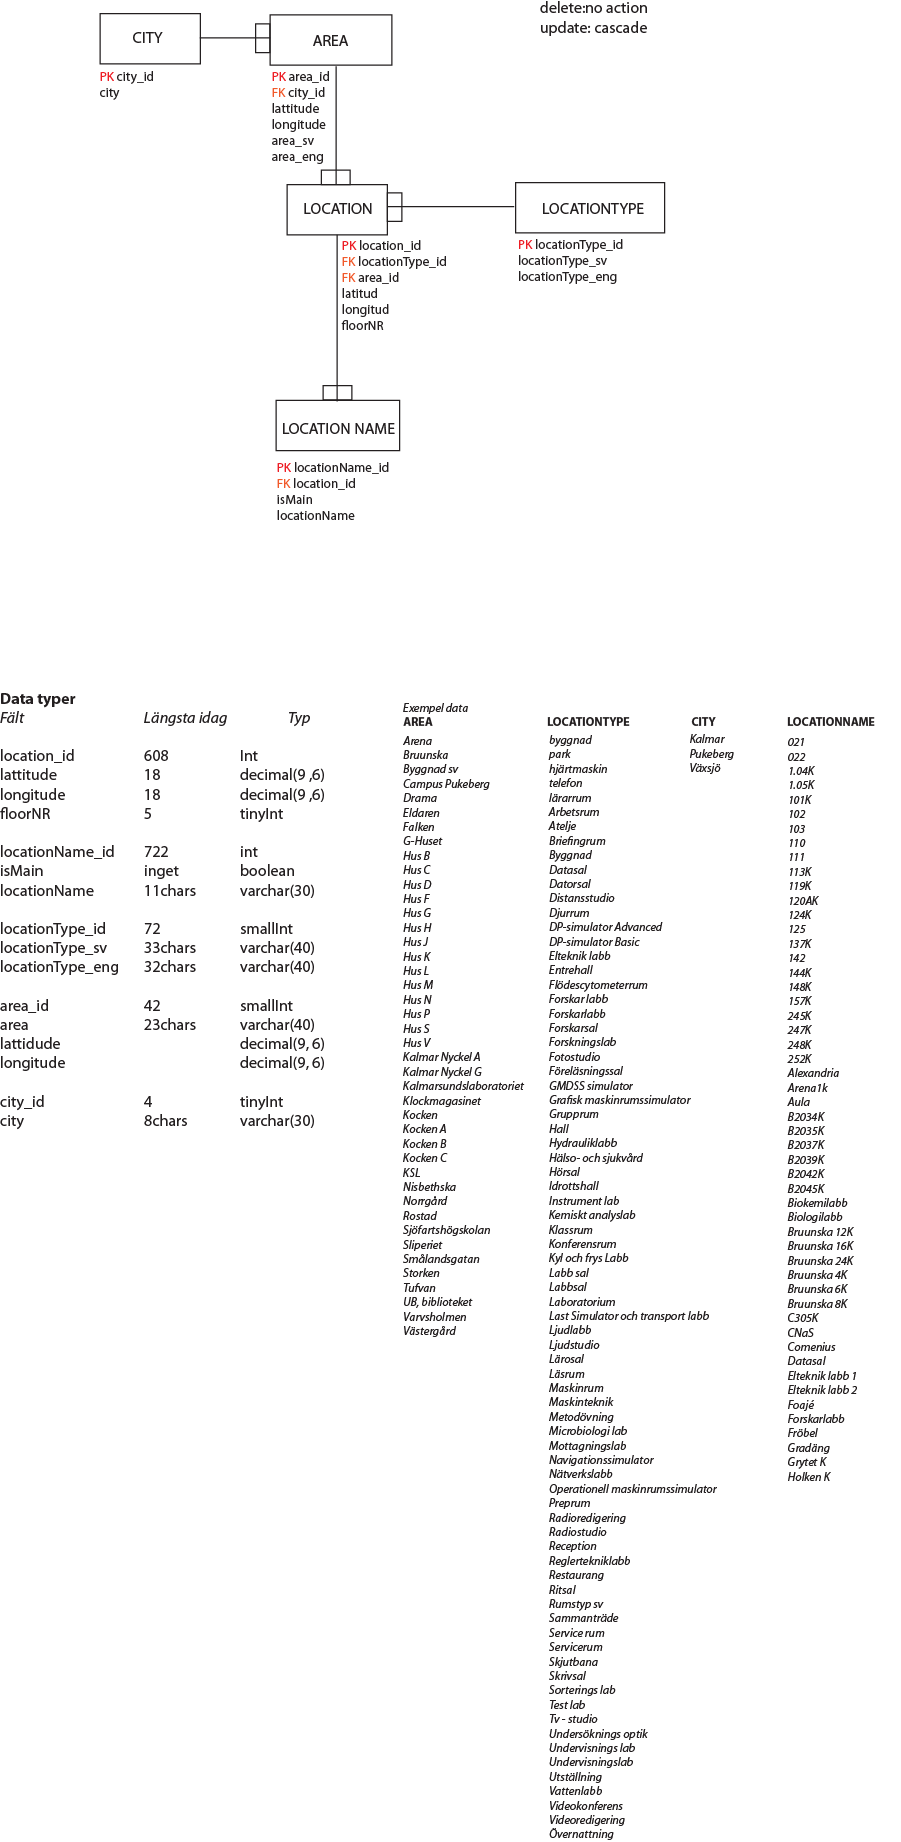 delete:no action
update: cascade
CITY
PK city_id
city
AREA
PK area_id
FK city_id
lattitude
longitude
area_sv
area_eng
LOCATION
PK location_id
FK locationType_id
FK area_id
latitud
longitud
floorNR
LOCATIONTYPE
PK locationType_id
locationType_sv
locationType_eng
LOCATION NAME
PK locationName_id
FK location_id
isMain
locationName
Data typer
Fält Längsta idag Typ
location_id 608 Int
lattitude 18 decimal(9 ,6)
longitude 18 decimal(9 ,6)
floorNR 5 tinyInt
locationName_id 722 int
isMain inget boolean
locationName 11chars varchar(30)
locationType_id 72 smallInt
locationType_sv 33chars varchar(40)
locationType_eng 32chars varchar(40)
area_id 42 smallInt
area 23chars varchar(40)
lattidude decimal(9, 6)
longitude decimal(9, 6)
city_id 4 tinyInt
city 8chars varchar(30)
Exempel data
AREA
Arena
Bruunska
Byggnad sv
Campus Pukeberg
Drama
Eldaren
Falken
G-Huset
Hus B
Hus C
Hus D
Hus F
Hus G
Hus H
Hus J
Hus K
Hus L
Hus M
Hus N
Hus P
Hus S
Hus V
Kalmar Nyckel A
Kalmar Nyckel G
Kalmarsundslaboratoriet
Klockmagasinet
Kocken
Kocken A
Kocken B
Kocken C
KSL
Nisbethska
Norrgård
Rostad
Sjöfartshögskolan
Sliperiet
Smålandsgatan
Storken
Tufvan
UB, biblioteket
Varvsholmen
Västergård
LOCATIONTYPE
byggnad
park
hjärtmaskin
telefon
lärarrum
Arbetsrum
Atelje
Briefingrum
Byggnad
Datasal
Datorsal
Distansstudio
Djurrum
DP-simulator Advanced
DP-simulator Basic
Elteknik labb
Entrehall
Flödescytometerrum
Forskar labb
Forskarlabb
Forskarsal
Forskningslab
Fotostudio
Föreläsningssal
GMDSS simulator
Grafisk maskinrumssimulator
Grupprum
Hall
Hydrauliklabb
Hälso- och sjukvård
Hörsal
Idrottshall
Instrument lab
Kemiskt analyslab
Klassrum
Konferensrum
Kyl och frys Labb
Labb sal
Labbsal
Laboratorium
Last Simulator och transport labb
Ljudlabb
Ljudstudio
Lärosal
Läsrum
Maskinrum
Maskinteknik
Metodövning
Microbiologi lab
Mottagningslab
Navigationssimulator
Nätverkslabb
Operationell maskinrumssimulator
Preprum
Radioredigering
Radiostudio
Reception
Reglertekniklabb
Restaurang
Ritsal
Rumstyp sv
Sammanträde
Service rum
Servicerum
Skjutbana
Skrivsal
Sorterings lab
Test lab
Tv - studio
Undersöknings optik
Undervisnings lab
Undervisningslab
Utställning
Vattenlabb
Videokonferens
Videoredigering
Övernattning
CITY
Kalmar
Pukeberg
Växsjö
LOCATIONNAME
021
022
1.04K
1.05K
101K
102
103
110
111
113K
119K
120AK
124K
125
137K
142
144K
148K
157K
245K
247K
248K
252K
Alexandria
Arena1k
Aula
B2034K
B2035K
B2037K
B2039K
B2042K
B2045K
Biokemilabb
Biologilabb
Bruunska 12K
Bruunska 16K
Bruunska 24K
Bruunska 4K
Bruunska 6K
Bruunska 8K
C305K
CNaS
Comenius
Datasal
Elteknik labb 1
Elteknik labb 2
Foajé
Forskarlabb
Fröbel
Gradäng
Grytet K
Holken K